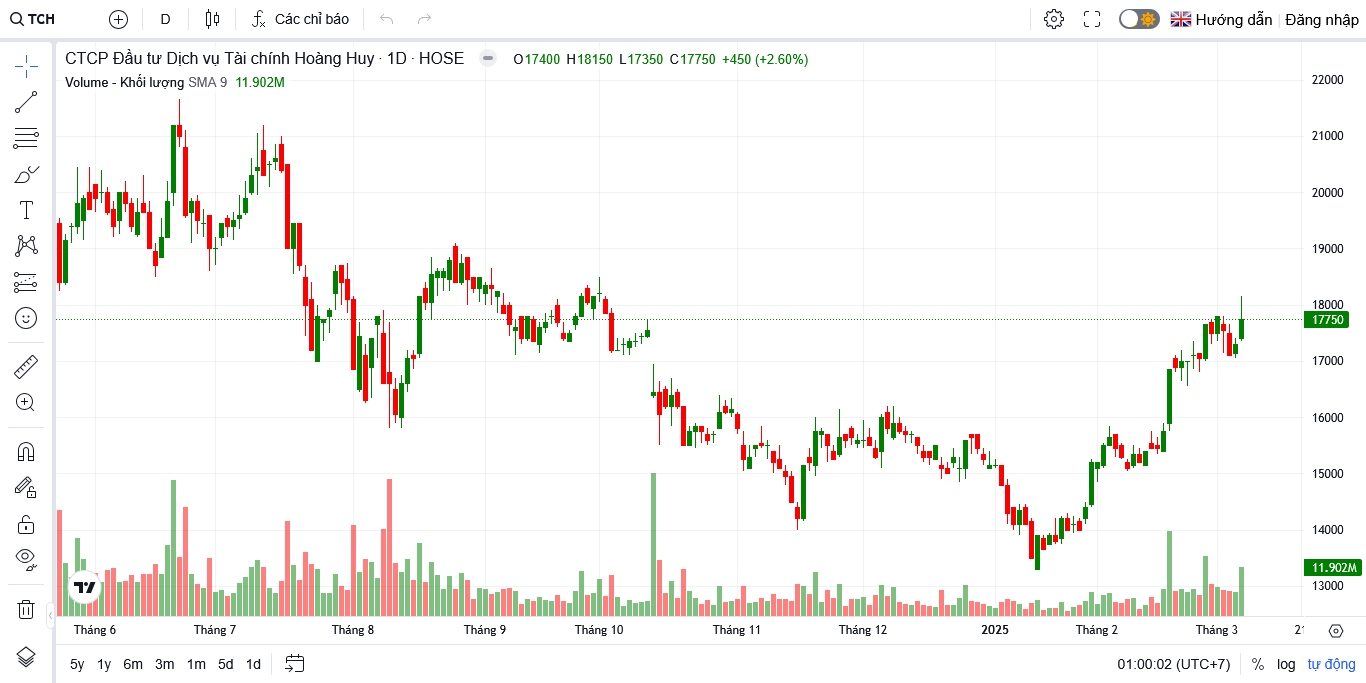 TCH D Các chỉ báo Hướng dẫn Đăng nhập
CTCP Đầu tư Dịch vụ Tài chính Hoàng Huy · 1D · HOSE O17400 H18150 L17350 C17750 +450 (+2.60%)
Volume - Khối lượng SMA 9 11.902M
22000
21000
20000
19000
18000
17750
17000
16000
15000
14000
11.902M
13000
Tháng 6 Tháng 7 Tháng 8 Tháng 9 Tháng 10 Tháng 11 Tháng 12 2025 Tháng 2 Tháng 3 21
5y 1y 6m 3m 1m 5d 1d 01:00:02 (UTC+7) % log tự động